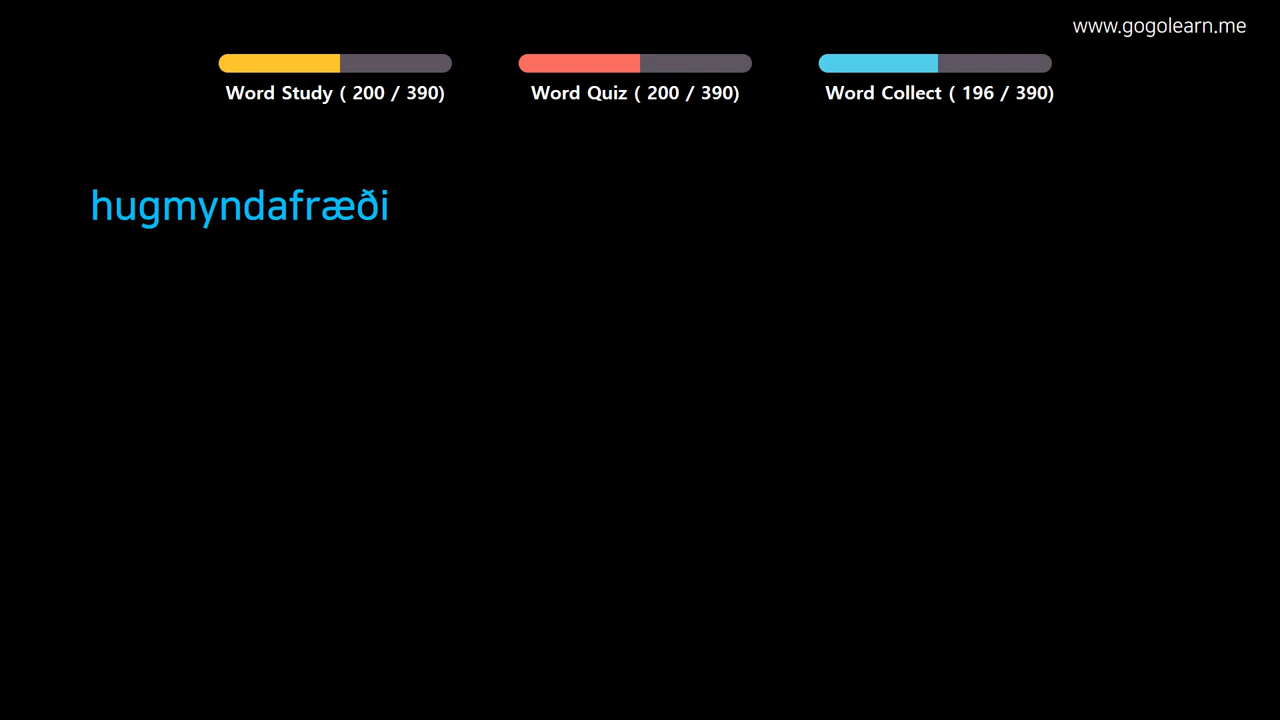 www.gogolearn.me
Word Study ( 200 / 390)
Word Quiz ( 200 / 390)
Word Collect ( 196 / 390)
hugmyndafræði